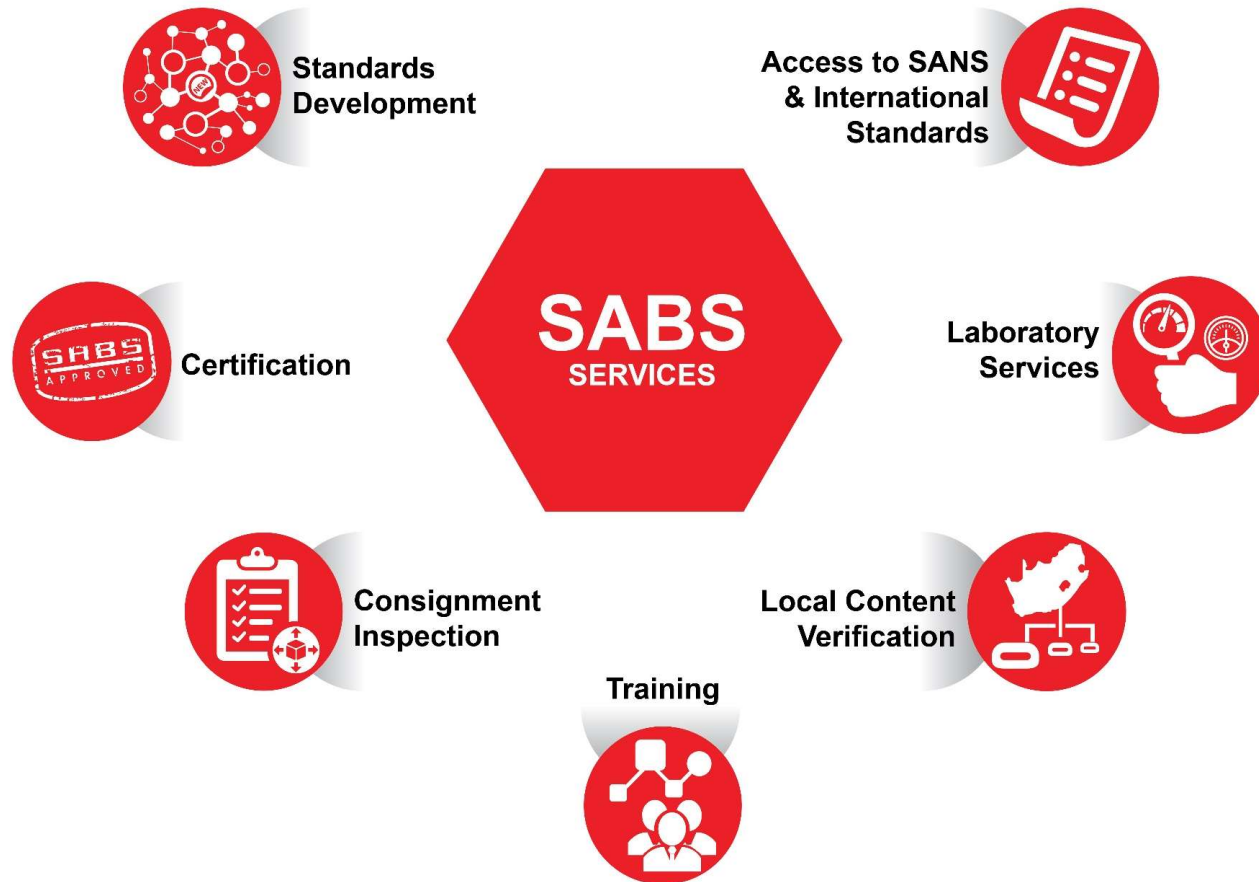 Standards
Development
Access to SANS
& International
Standards
NEW
SABS
SERVICES
SABS
APPROVED
Certification
Laboratory
Services
Consignment
Inspection
Local Content
Verification
Training